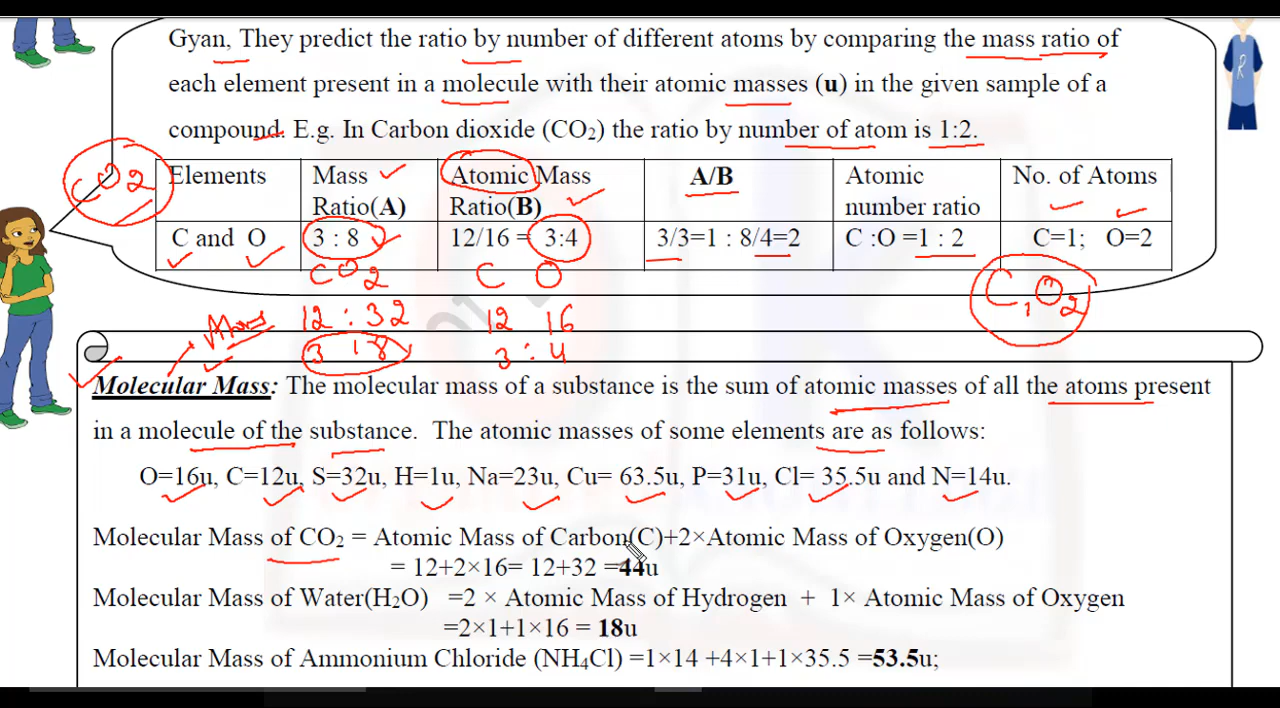 Gyan, They predict the ratio by number of different atoms by comparing the mass ratio of
each element present in a molecule with their atomic masses (u) in the given sample of a
compound. E.g. In Carbon dioxide (CO₂) the ratio by number of atom is 1:2.
R
CO2
Elements Mass Ratio(A) Atomic Mass Ratio(B) A/B Atomic number ratio No. of Atoms
C and O 3 : 8 12/16 = 3:4 3/3=1 : 8/4=2 C :O =1 : 2 C=1; O=2
CO2 C O C1O2
Mass 12 : 32 12 16
3 : 8 3 : 4
Molecular Mass: The molecular mass of a substance is the sum of atomic masses of all the atoms present
in a molecule of the substance. The atomic masses of some elements are as follows:
O=16u, C=12u, S=32u, H=1u, Na=23u, Cu= 63.5u, P=31u, Cl= 35.5u and N=14u.
Molecular Mass of CO₂ = Atomic Mass of Carbon(C)+2×Atomic Mass of Oxygen(O)
= 12+2×16= 12+32 =44u
Molecular Mass of Water(H₂O) =2 × Atomic Mass of Hydrogen + 1× Atomic Mass of Oxygen
=2×1+1×16 = 18u
Molecular Mass of Ammonium Chloride (NH₄Cl) =1×14 +4×1+1×35.5 =53.5u;